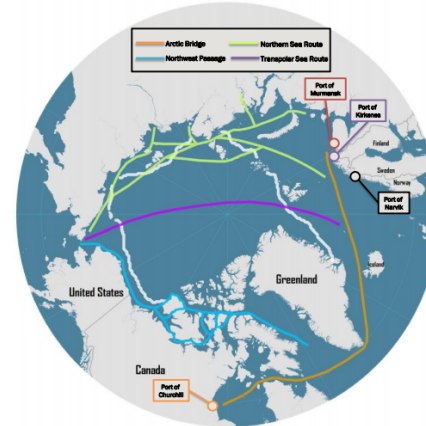 Arctic Bridge
Northern Sea Route
Northwest Passage
Transpolar Sea Route
Port of
Murmansk
Port of
Kirkenes
Finland
Sweden
Norway
Port of
Narvik
Iceland
Greenland
United States
Canada
Port of
Churchill